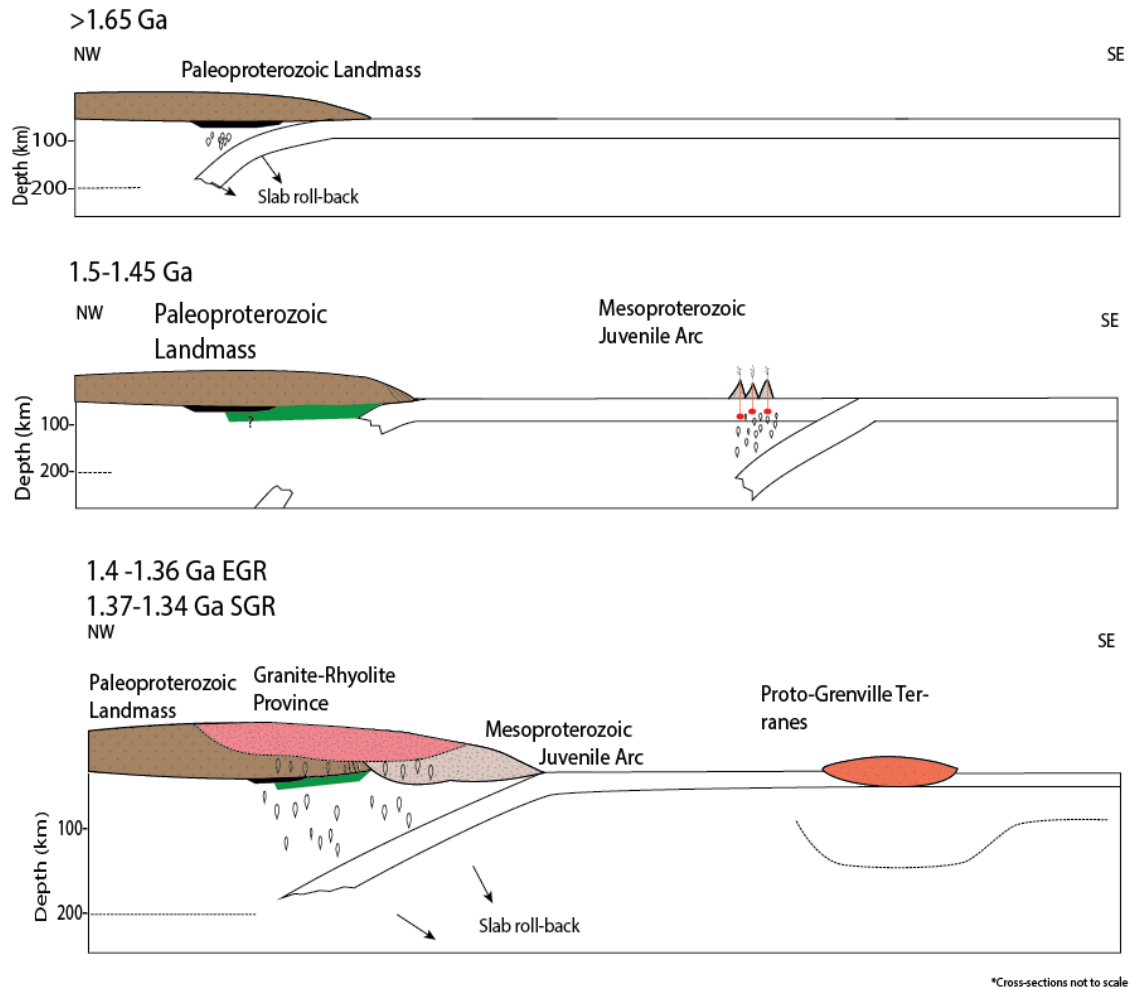 >1.65 Ga
NW
SE
Paleoproterozoic Landmass
Depth (km)
100
200
Slab roll-back
1.5-1.45 Ga
NW
Paleoproterozoic
Landmass
Mesoproterozoic
Juvenile Arc
SE
Depth (km)
100
200
?
1.4 -1.36 Ga EGR
1.37-1.34 Ga SGR
NW
SE
Paleoproterozoic
Landmass
Granite-Rhyolite
Province
Mesoproterozoic
Juvenile Arc
Proto-Grenville Ter-
ranes
Depth (km)
100
200
Slab roll-back
*Cross-sections not to scale